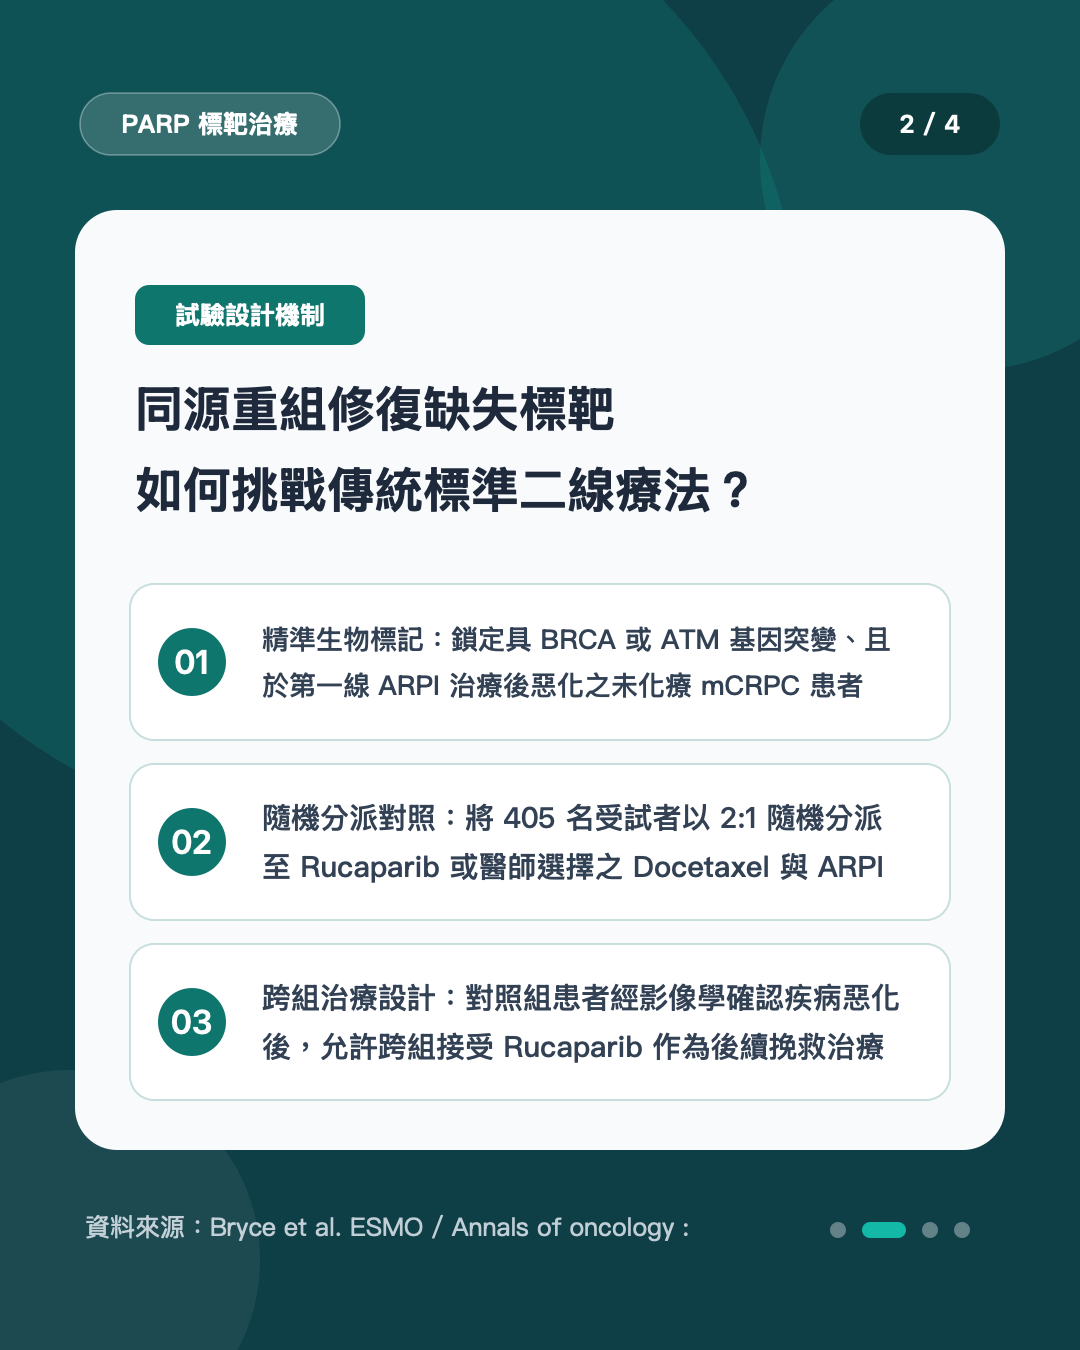 PARP 標靶治療
2 / 4
試驗設計機制
同源重組修復缺失標靶
如何挑戰傳統標準二線療法？
01
精準生物標記：鎖定具 BRCA 或 ATM 基因突變、且
於第一線 ARPI 治療後惡化之未化療 mCRPC 患者
02
隨機分派對照：將 405 名受試者以 2:1 隨機分派
至 Rucaparib 或醫師選擇之 Docetaxel 與 ARPI
03
跨組治療設計：對照組患者經影像學確認疾病惡化
後，允許跨組接受 Rucaparib 作為後續挽救治療
資料來源：Bryce et al. ESMO / Annals of oncology :